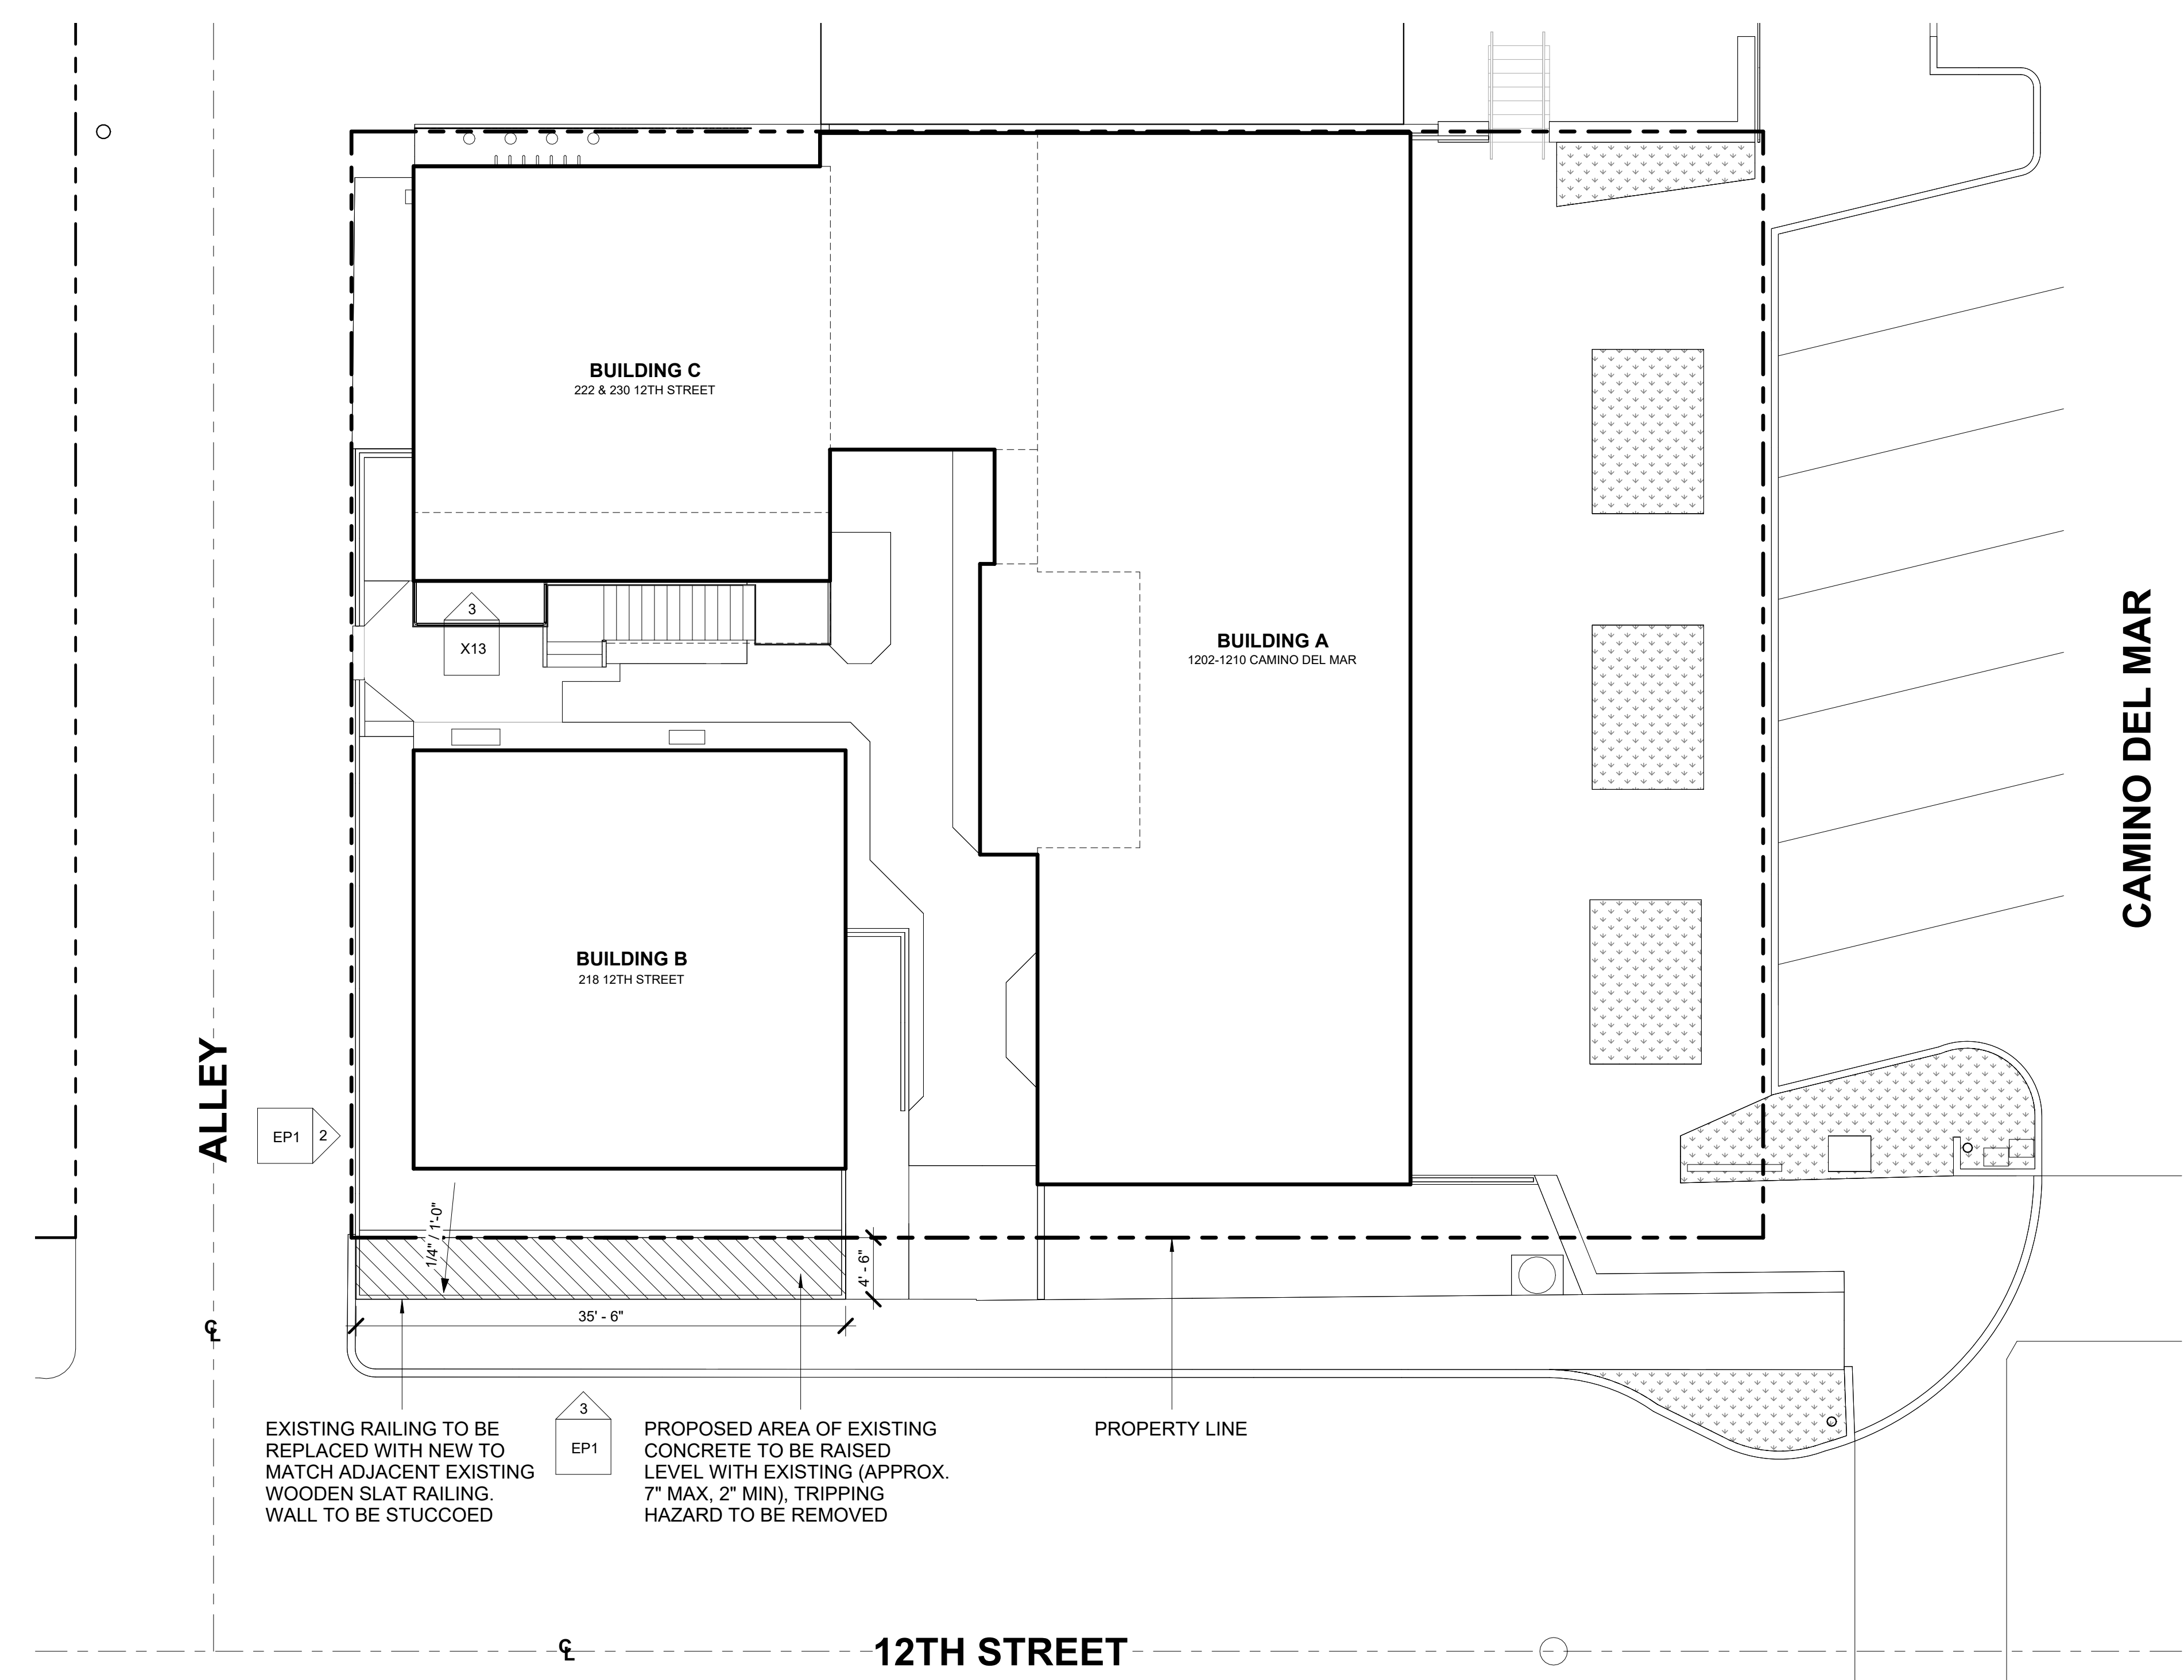 BUILDING C
222 & 230 12TH STREET
3
X13
BUILDING A
1202-1210 CAMINO DEL MAR
CAMINO DEL MAR
BUILDING B
218 12TH STREET
ALLEY
EP1
2
1/4" / 1'-0"
4' - 6"
35' - 6"
CL
EXISTING RAILING TO BE
REPLACED WITH NEW TO
MATCH ADJACENT EXISTING
WOODEN SLAT RAILING.
WALL TO BE STUCCOED
3
EP1
PROPOSED AREA OF EXISTING
CONCRETE TO BE RAISED
LEVEL WITH EXISTING (APPROX.
7" MAX, 2" MIN), TRIPPING
HAZARD TO BE REMOVED
PROPERTY LINE
CL
12TH STREET